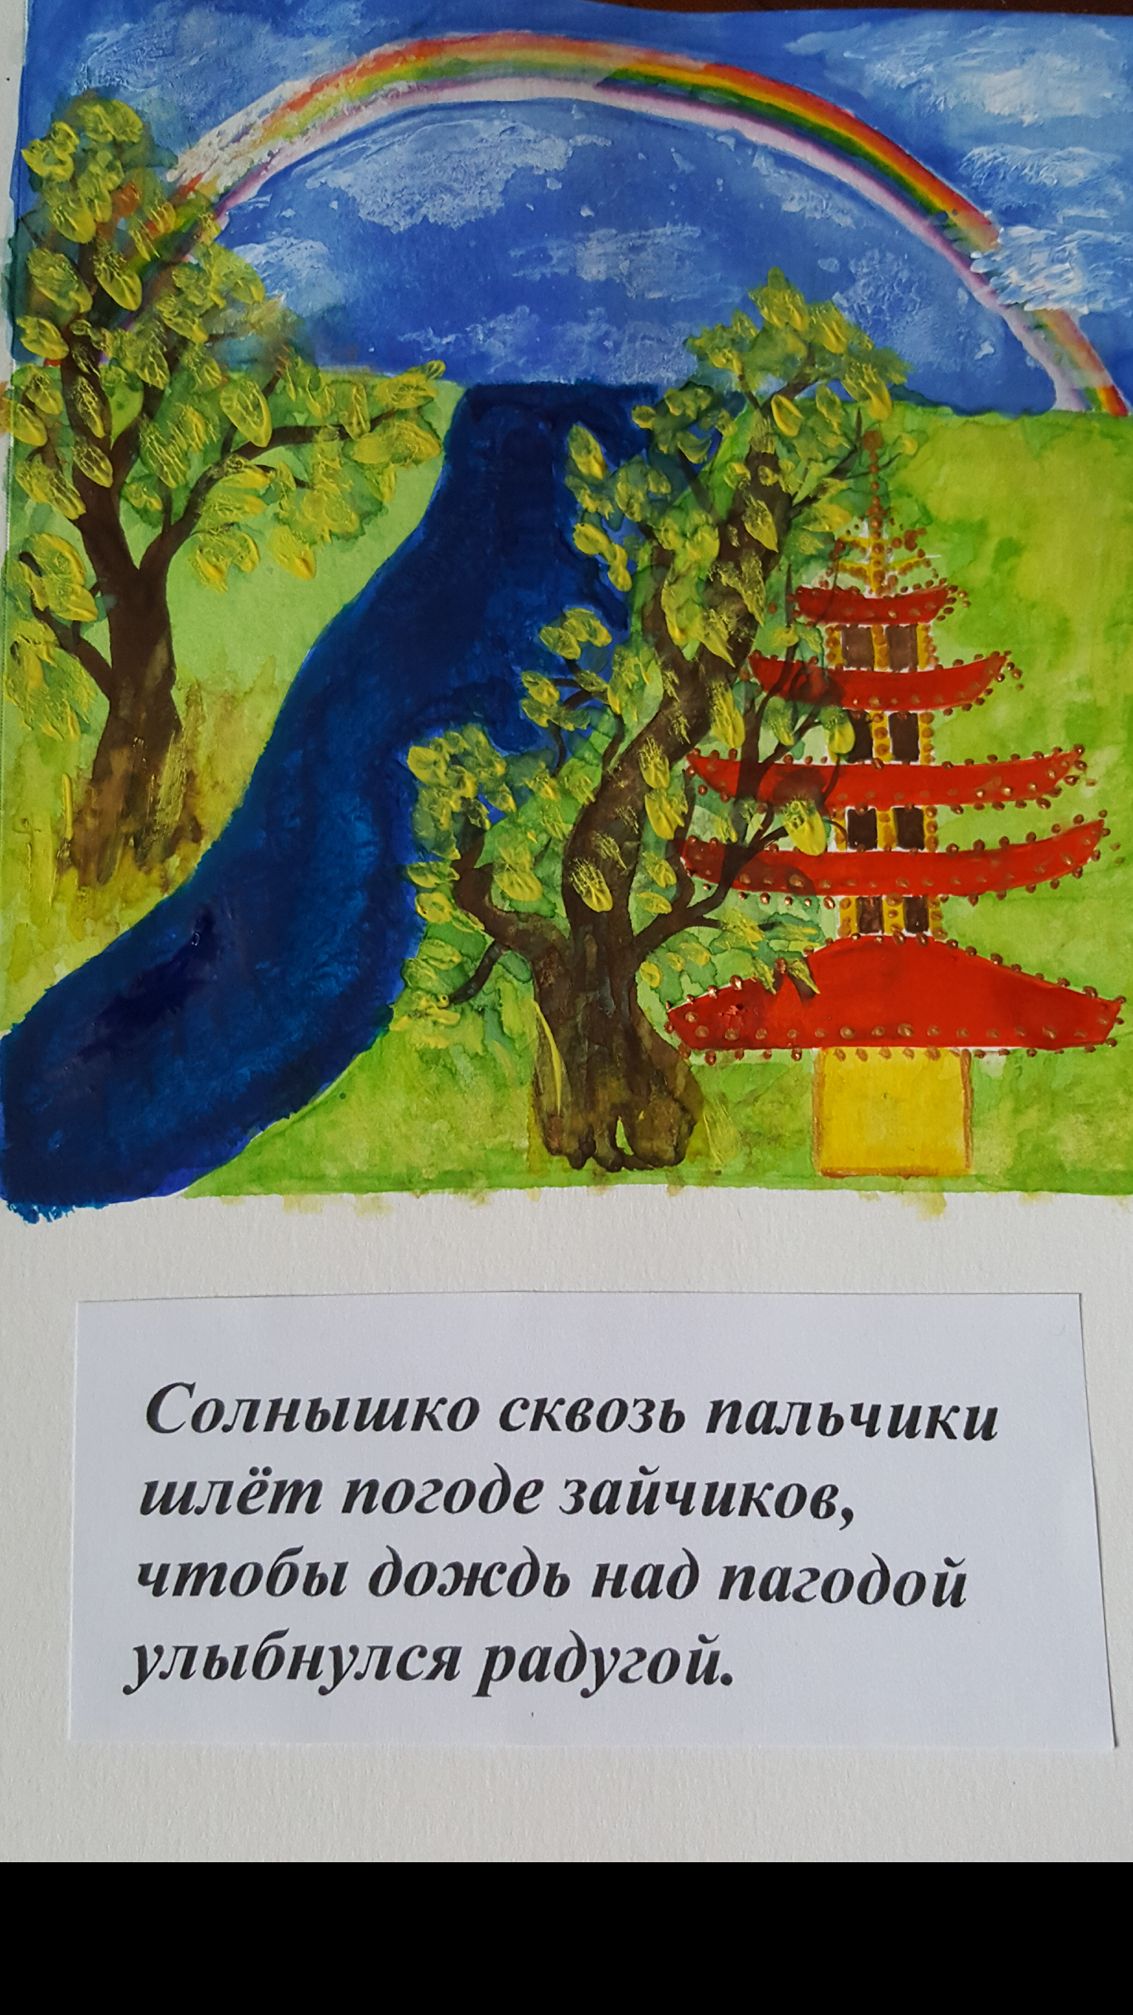 Солнышко сквозь пальчики
шлёт погоде зайчиков,
чтобы дождь над пагодой
улыбнулся радугой.